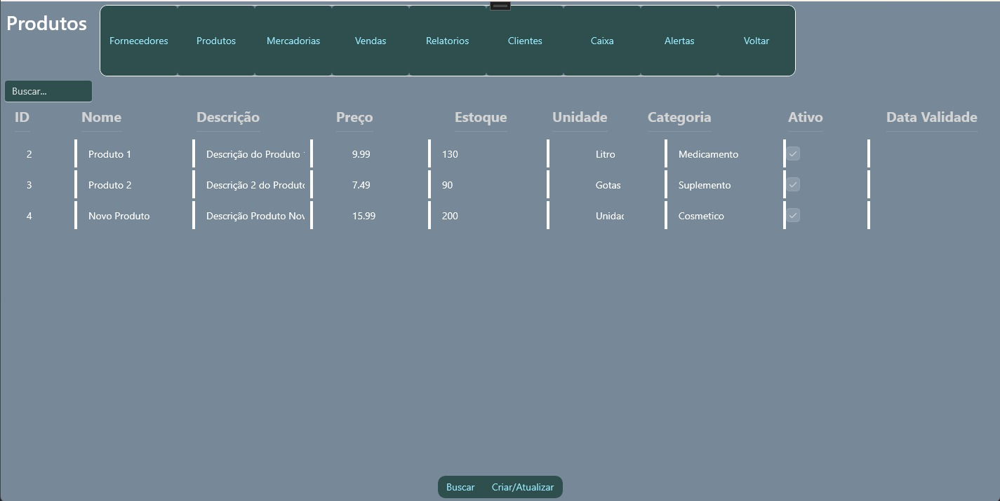 Produtos
Fornecedores Produtos Mercadorias Vendas Relatorios Clientes Caixa Alertas Voltar
Buscar...
ID Nome Descrição Preço Estoque Unidade Categoria Ativo Data Validade
2 Produto 1 Descrição do Produto 9.99 130 Litro Medicamento
3 Produto 2 Descrição 2 do Produto 7.49 90 Gotas Suplemento
4 Novo Produto Descrição Produto Nov 15.99 200 Unidad Cosmetico
Buscar Criar/Atualizar